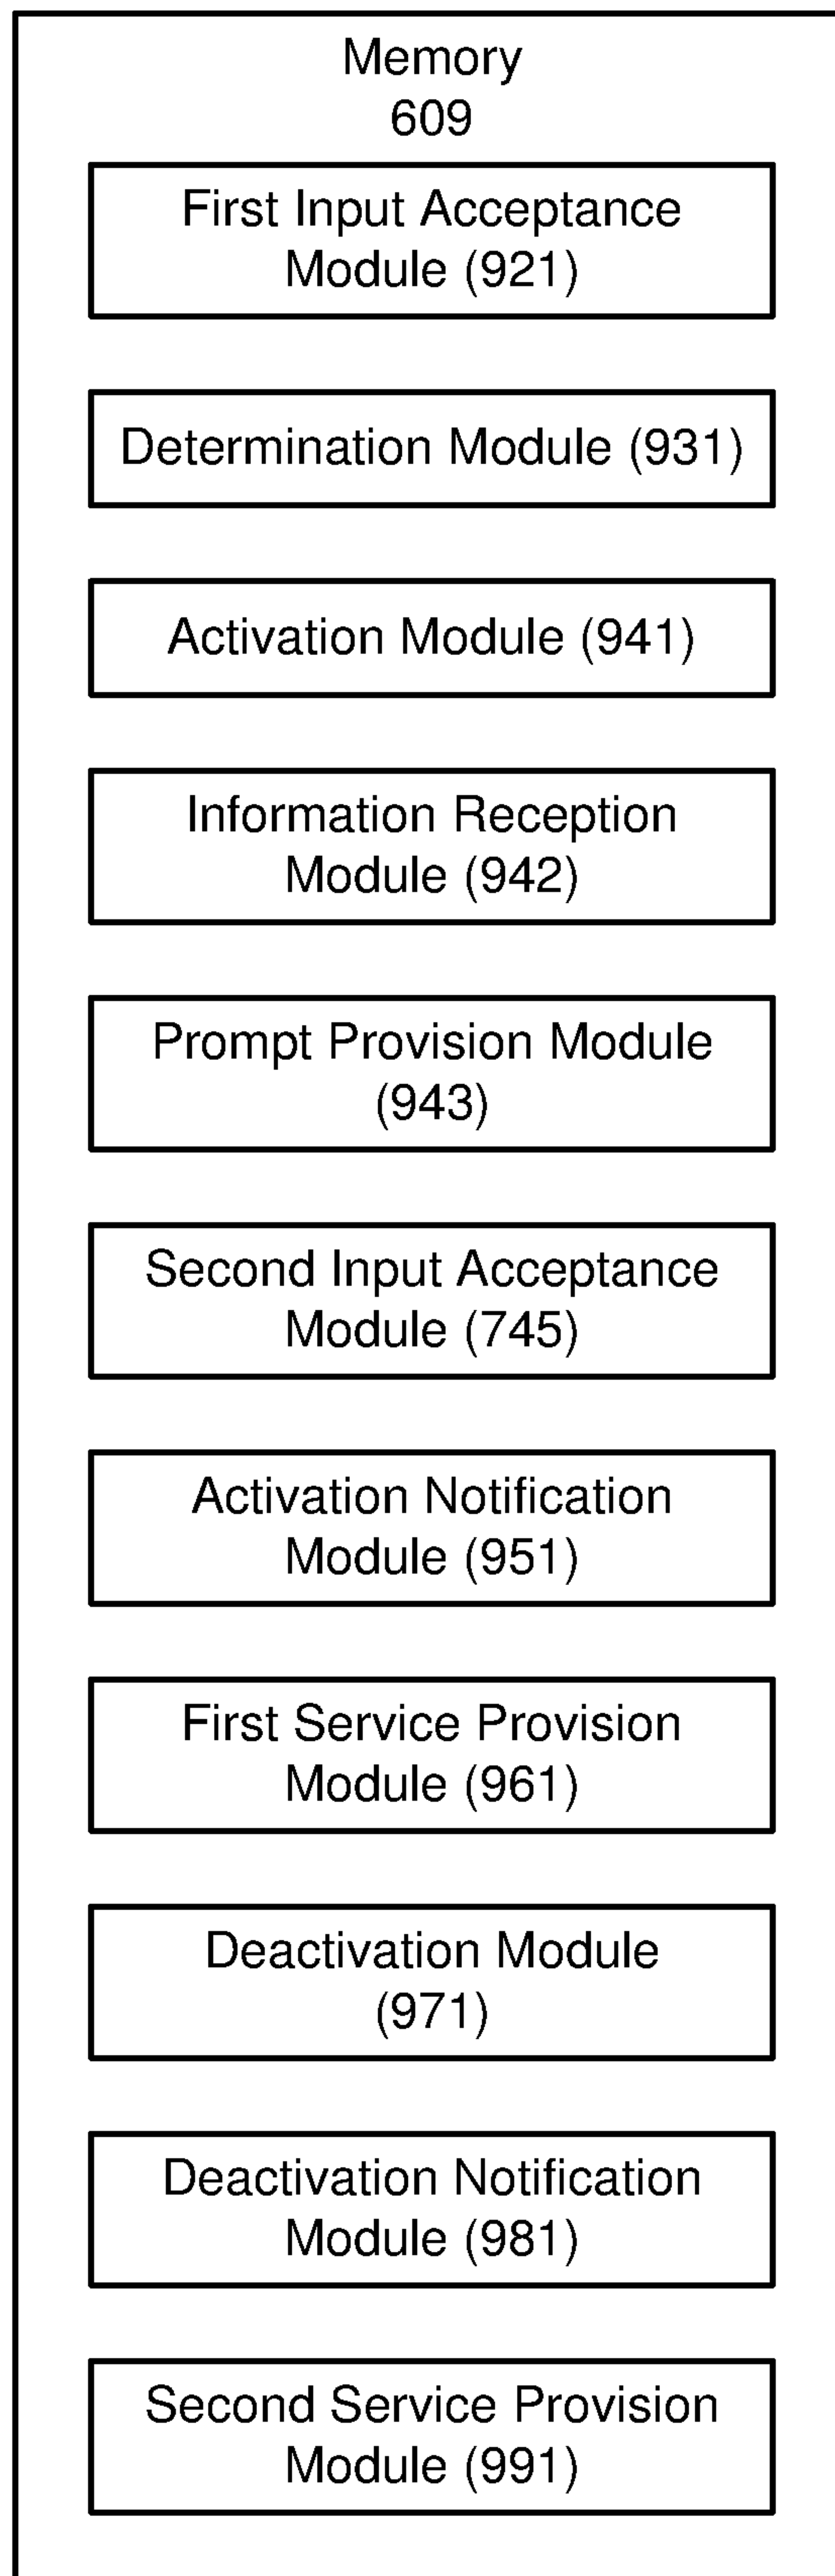 Memory
609
First Input Acceptance
Module (921)
Determination Module (931)
Activation Module (941)
Information Reception
Module (942)
Prompt Provision Module
(943)
Second Input Acceptance
Module (745)
Activation Notification
Module (951)
First Service Provision
Module (961)
Deactivation Module
(971)
Deactivation Notification
Module (981)
Second Service Provision
Module (991)